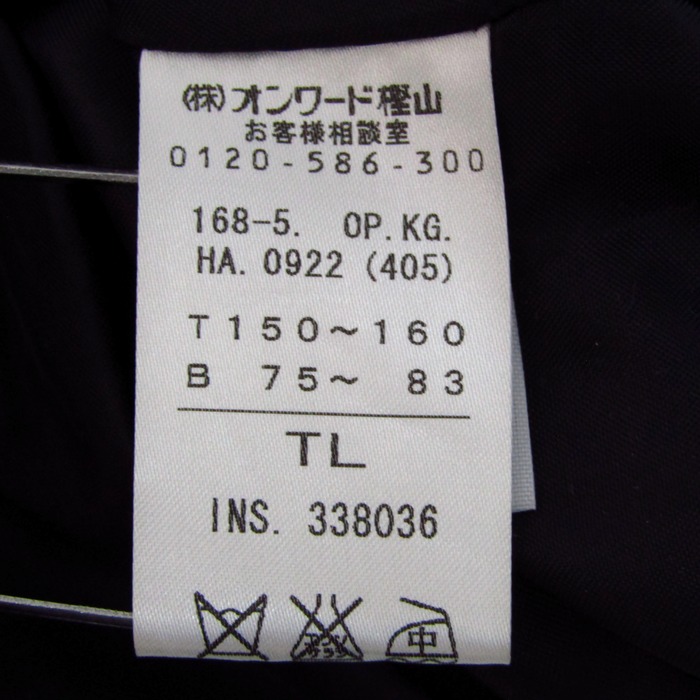 (株)オンワード樫山
お客様相談室
0120-586-300
168-5. OP.KG.
HA. 0922 (405)
T 150～160
B 75～ 83
TL
INS. 338036
中